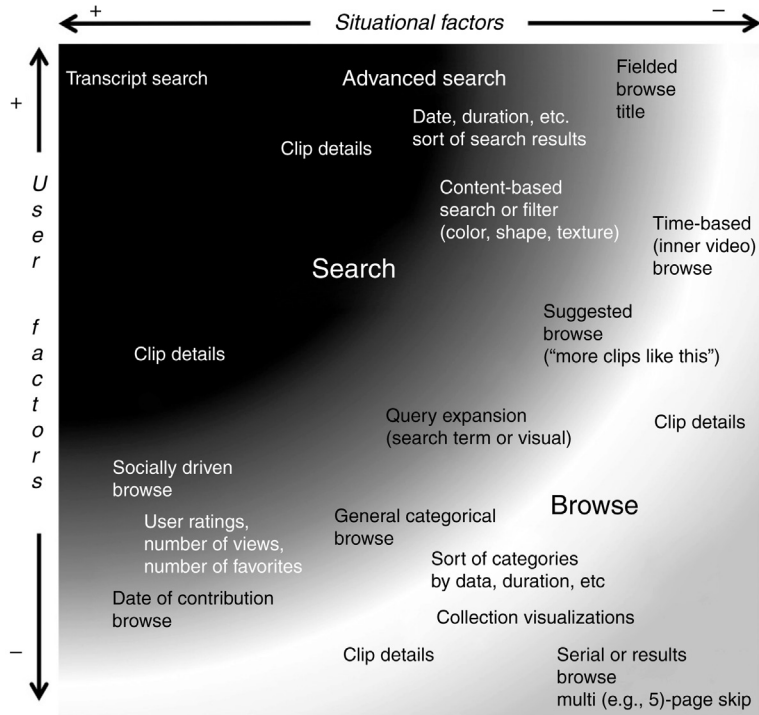 +
Situational factors
−
+
User factors
−
Transcript search
Advanced search
Fielded
browse
title
Date, duration, etc.
sort of search results
Clip details
Content-based
search or filter
(color, shape, texture)
Time-based
(inner video)
browse
Search
Suggested
browse
(“more clips like this”)
Clip details
Query expansion
(search term or visual)
Clip details
Socially driven
browse
Browse
User ratings,
number of views,
number of favorites
General categorical
browse
Sort of categories
by data, duration, etc
Date of contribution
browse
Collection visualizations
Clip details
Serial or results
browse
multi (e.g., 5)-page skip